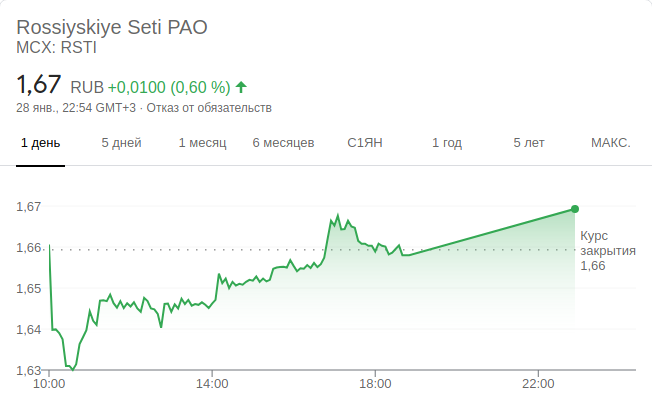 Rossiyskiye Seti PAO
MCX: RSTI
1,67 RUB +0,0100 (0,60 %)
28 янв., 22:54 GMT+3 · Отказ от обязательств
1 день 5 дней 1 месяц 6 месяцев С1ЯН 1 год 5 лет МАКС.
1,67
1,66
1,65
1,64
1,63
Курс
закрытия
1,66
10:00 14:00 18:00 22:00